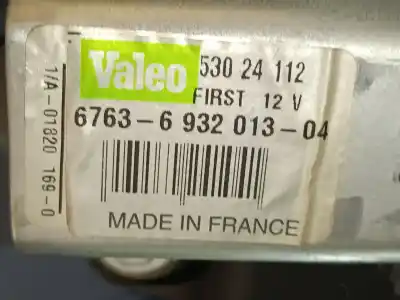 Valeo 530 24 112
FIRST 12 V
6763-6 932 013-04
MADE IN FRANCE
1/A-01820 169-0